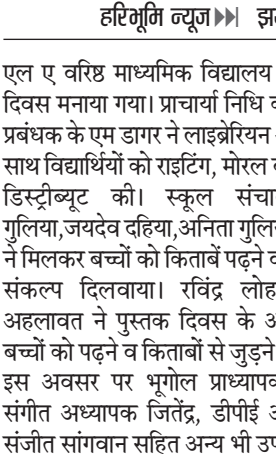 हरिभूमि न्यूज
एल ए वरिष्ठ माध्यमिक विद्यालय
दिवस मनाया गया। प्राचार्या निधि
प्रबंधक के एम डागर ने लाइब्रेरियन
साथ विद्यार्थियों को राइटिंग, मोरल
डिस्ट्रीब्यूट की। स्कूल संचा
गुलिया,जयदेव दहिया,अनिता गुलि
ने मिलकर बच्चों को किताबें पढ़ने
संकल्प दिलवाया। रविंद्र लोह
अहलावत ने पुस्तक दिवस के
बच्चों को पढ़ने व किताबों से जुड़ने
इस अवसर पर भूगोल प्राध्याप
संगीत अध्यापक जितेंद्र, डीपीई
संजीत सांगवान सहित अन्य भी उप